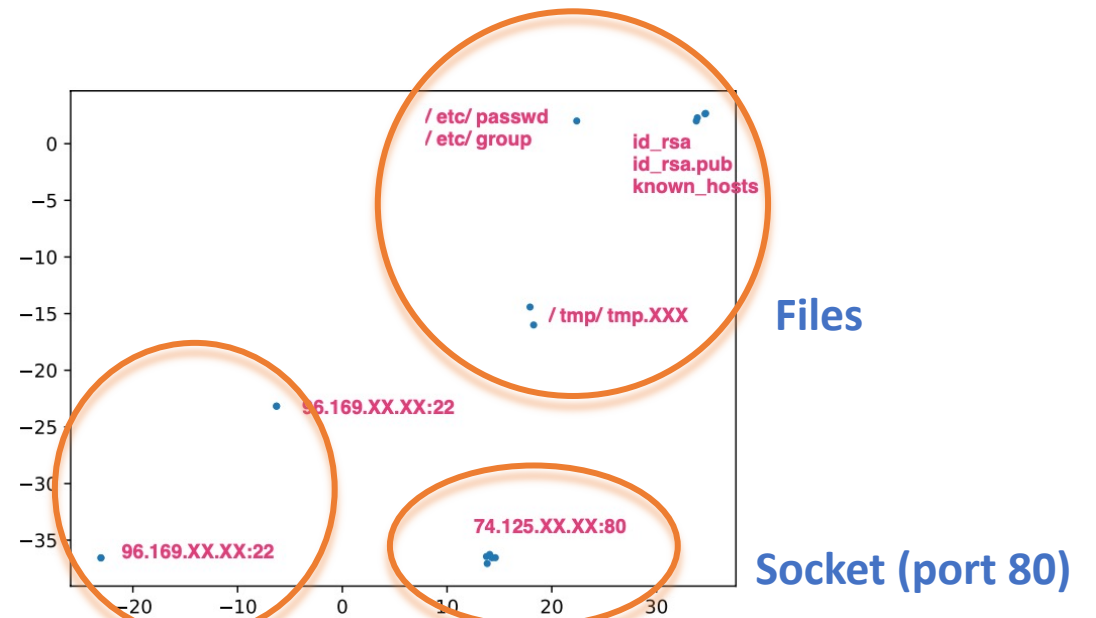 / etc/ passwd
/ etc/ group
id_rsa
id_rsa.pub
known_hosts
/ tmp/ tmp.XXX
Files
96.169.XX.XX:22
74.125.XX.XX:80
96.169.XX.XX:22
Socket (port 80)
0
−5
−10
−15
−20
−25
−30
−35
−20
−10
0
10
20
30